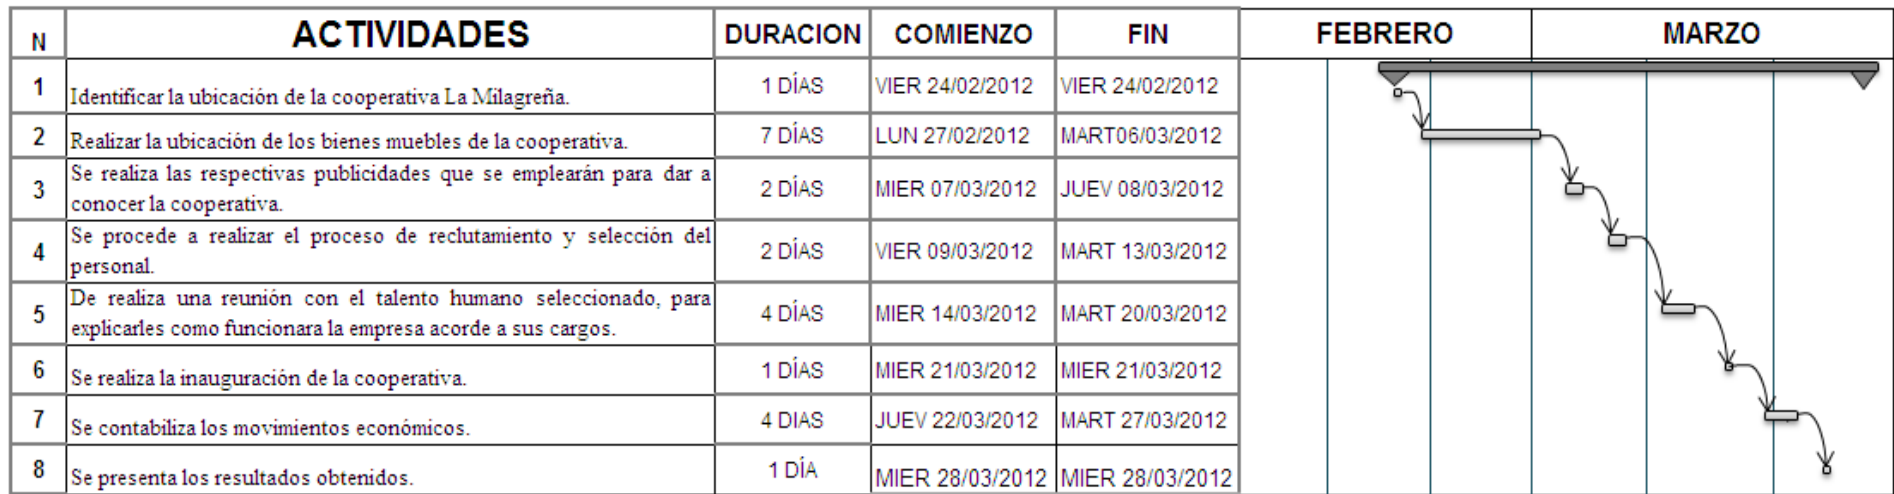 N ACTIVIDADES DURACION COMIENZO FIN FEBRERO MARZO
1 Identificar la ubicación de la cooperativa La Milagreña. 1 DÍAS VIER 24/02/2012 VIER 24/02/2012
2 Realizar la ubicación de los bienes muebles de la cooperativa. 7 DÍAS LUN 27/02/2012 MART06/03/2012
3 Se realiza las respectivas publicidades que se emplearán para dar a
conocer la cooperativa. 2 DÍAS MIER 07/03/2012 JUEV 08/03/2012
4 Se procede a realizar el proceso de reclutamiento y selección del
personal. 2 DÍAS VIER 09/03/2012 MART 13/03/2012
5 De realiza una reunión con el talento humano seleccionado, para
explicarles como funcionara la empresa acorde a sus cargos. 4 DÍAS MIER 14/03/2012 MART 20/03/2012
6 Se realiza la inauguración de la cooperativa. 1 DÍAS MIER 21/03/2012 MIER 21/03/2012
7 Se contabiliza los movimientos económicos. 4 DIAS JUEV 22/03/2012 MART 27/03/2012
8 Se presenta los resultados obtenidos. 1 DÍA MIER 28/03/2012 MIER 28/03/2012